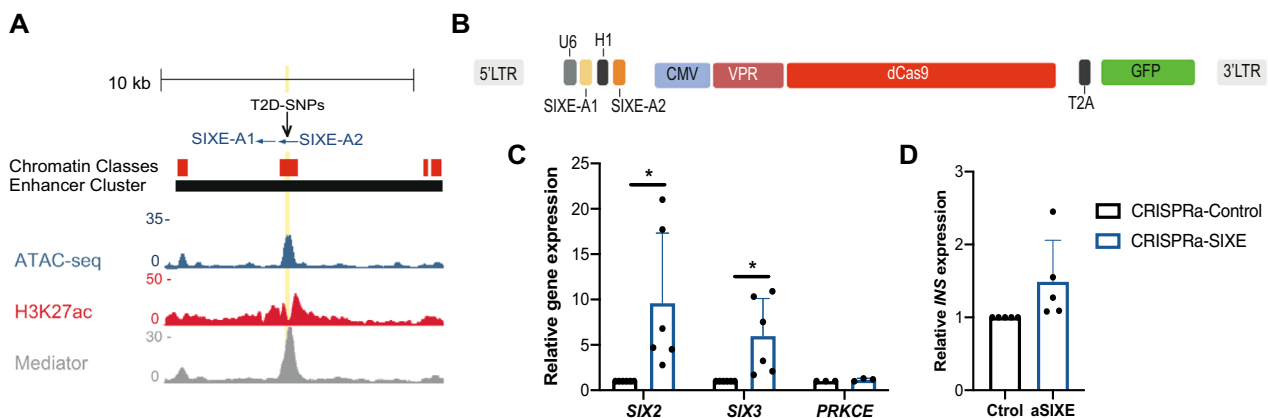 A
10 kb
T2D-SNPs
SIXE-A1
SIXE-A2
Chromatin Classes
Enhancer Cluster
35-
ATAC-seq
0
50 -
H3K27ac
0
30 -
Mediator
0
B
U6
H1
5'LTR
CMV
VPR
dCas9
GFP
3'LTR
SIXE-A1
SIXE-A2
T2A
C
Relative gene expression
25
20
15
10
5
0
*
*
SIX2
SIX3
PRKCE
D
Relative INS expression
3
2
1
0
Ctrol
aSIXE
CRISPRa-Control
CRISPRa-SIXE